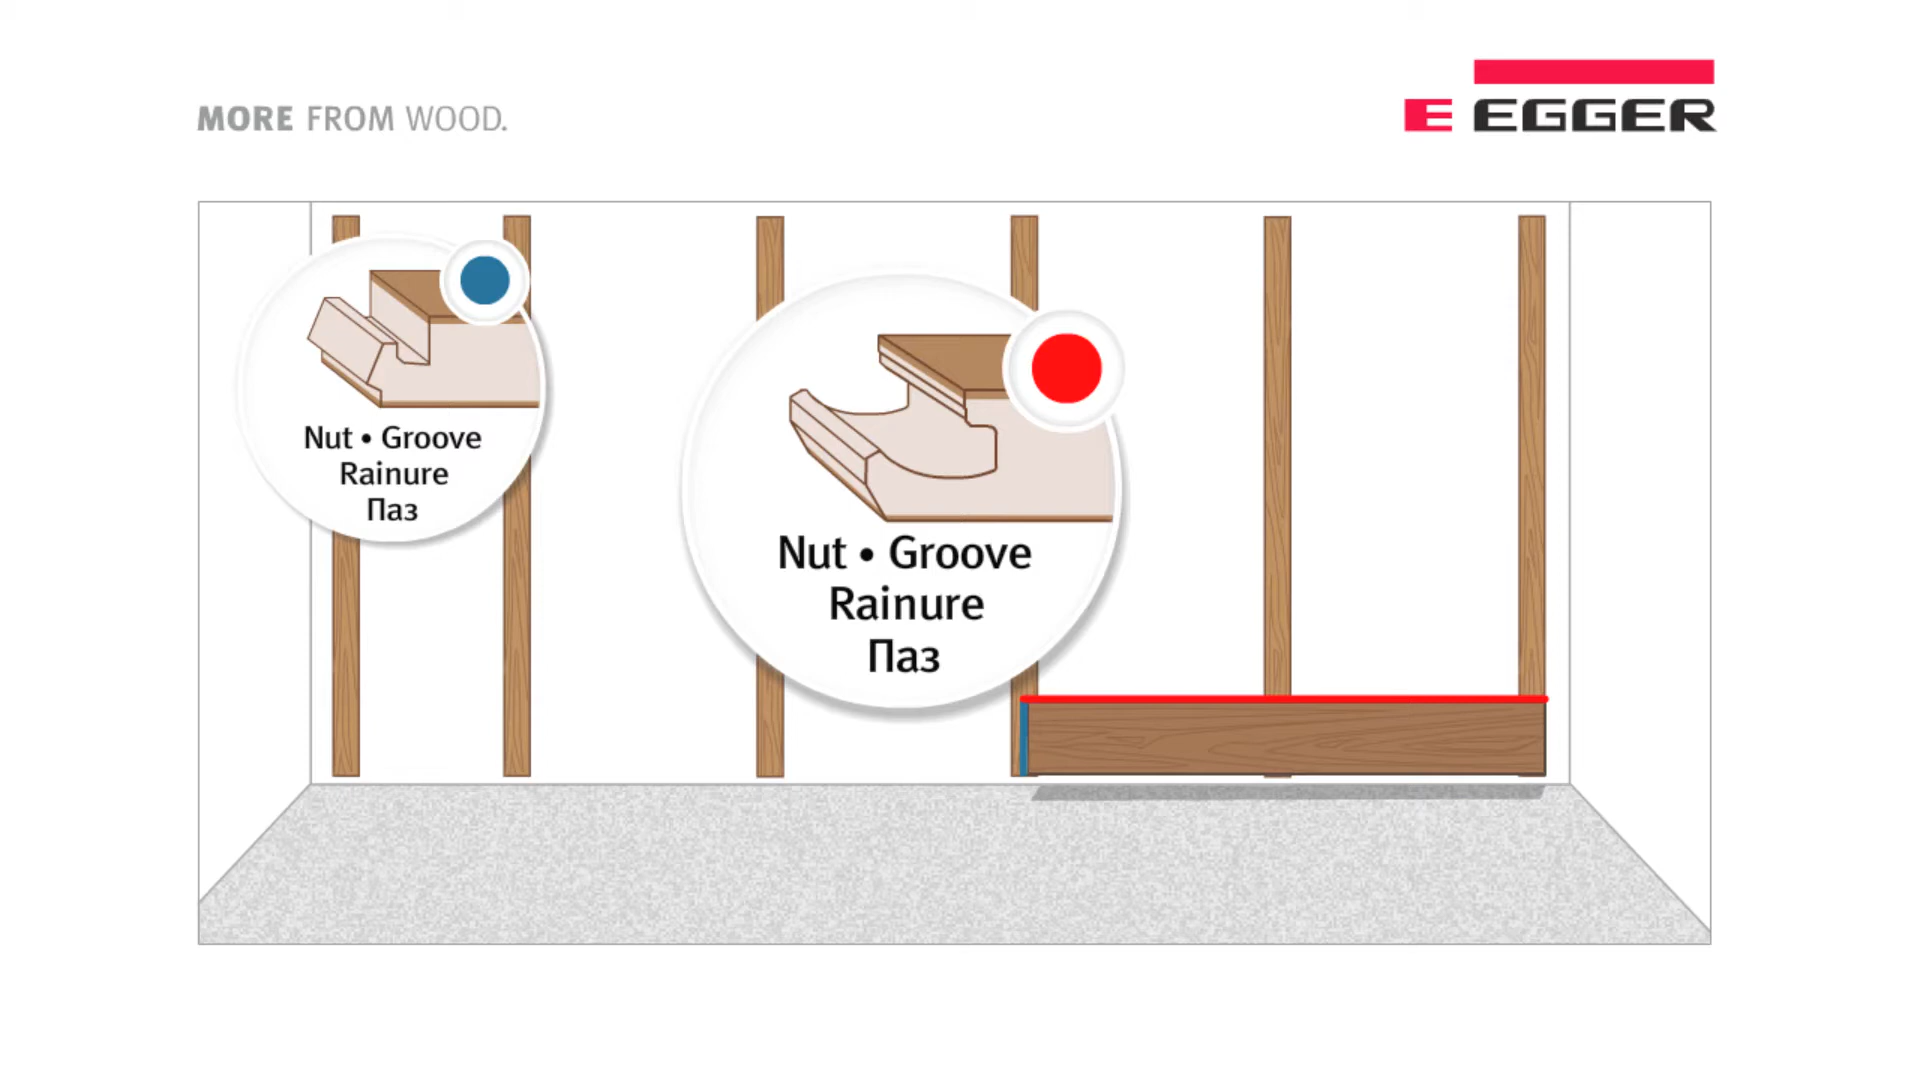 MORE FROM WOOD.
E EGGER
Nut • Groove
Rainure
Паз
Nut • Groove
Rainure
Паз